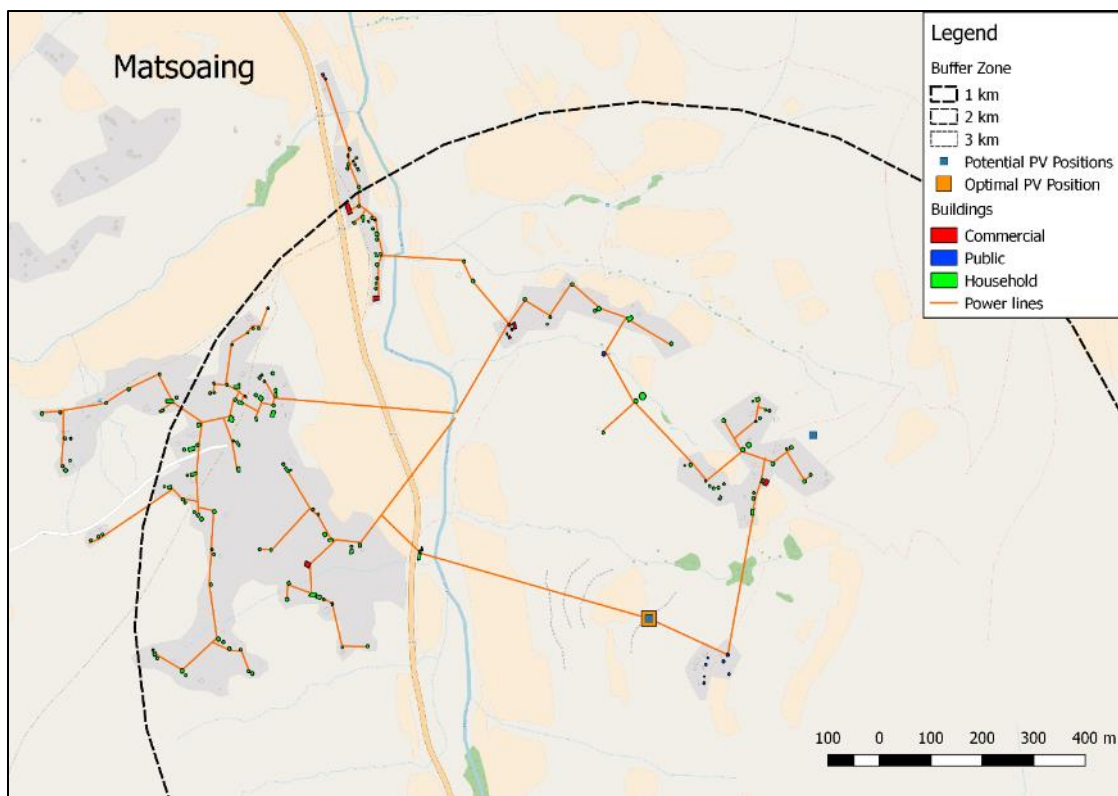 Matsoaing
Legend
Buffer Zone
1 km
2 km
3 km
Potential PV Positions
Optimal PV Position
Buildings
Commercial
Public
Household
Power lines
100 0 100 200 300 400 m